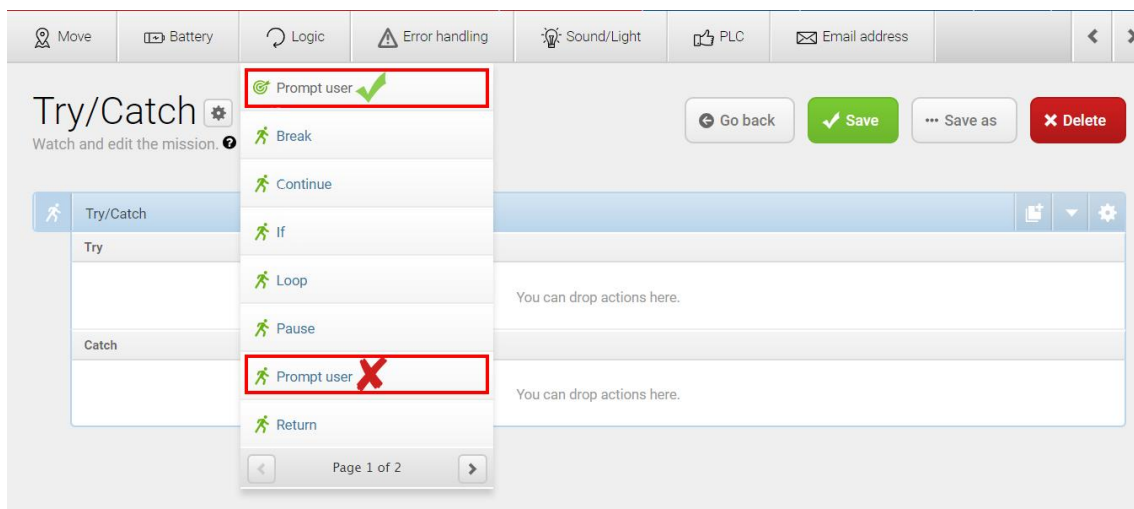 Move Battery Logic Error handling Sound/Light PLC Email address
Prompt user
Try/Catch
Go back Save Save as Delete
Watch and edit the mission.
Break
Continue
Try/Catch
If
Try
Loop
You can drop actions here.
Pause
Catch
Prompt user
You can drop actions here.
Return
Page 1 of 2